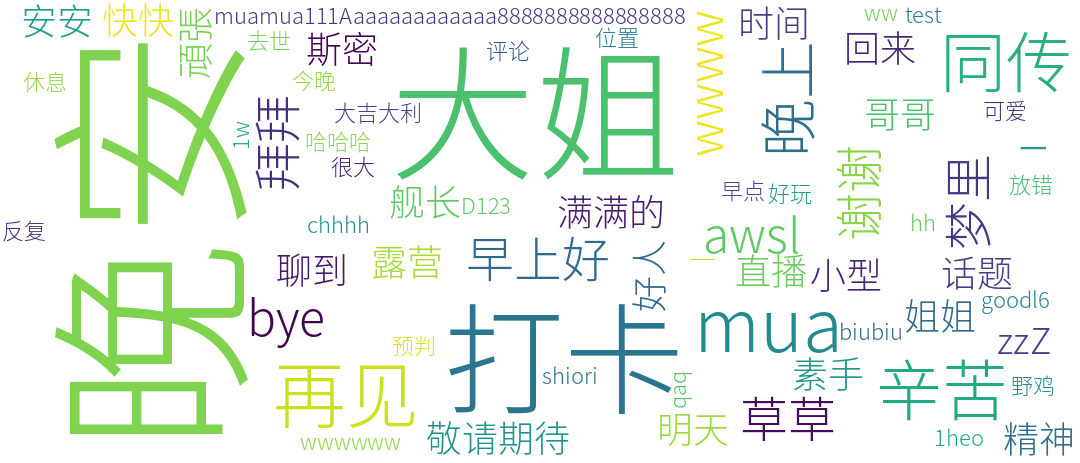 安安
快快
頑張
muamua111Aaaaaaaaaaaaa8888888888888888
ww
test
去世
斯密
评论
位置
时间
回来
同传
休息
今晚
晚安
大姐
wwwww
晚上
哥哥
可爱
1w
拜拜
大吉大利
哈哈哈
很大
谢谢
一
放错
梦里
舰长
D123
满满的
早点
好玩
反复
chhhh
awsl
hh
聊到
露营
早上好
好人
直播
小型
话题
goodl6
bye
打卡
mua
biubiu
姐姐
zzZ
预判
再见
shiori
qaq
素手
辛苦
野鸡
wwwwww
敬请期待
明天
草草
1heo
精神